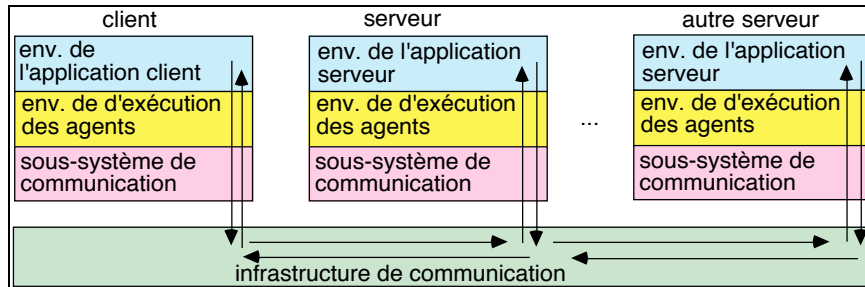 client
serveur
autre serveur
env. de
l'application client
env. de l'application
serveur
env. de l'application
serveur
env. de d'exécution
des agents
env. de d'exécution
des agents
...
env. de d'exécution
des agents
sous-système de
communication
sous-système de
communication
sous-système de
communication
infrastructure de communication